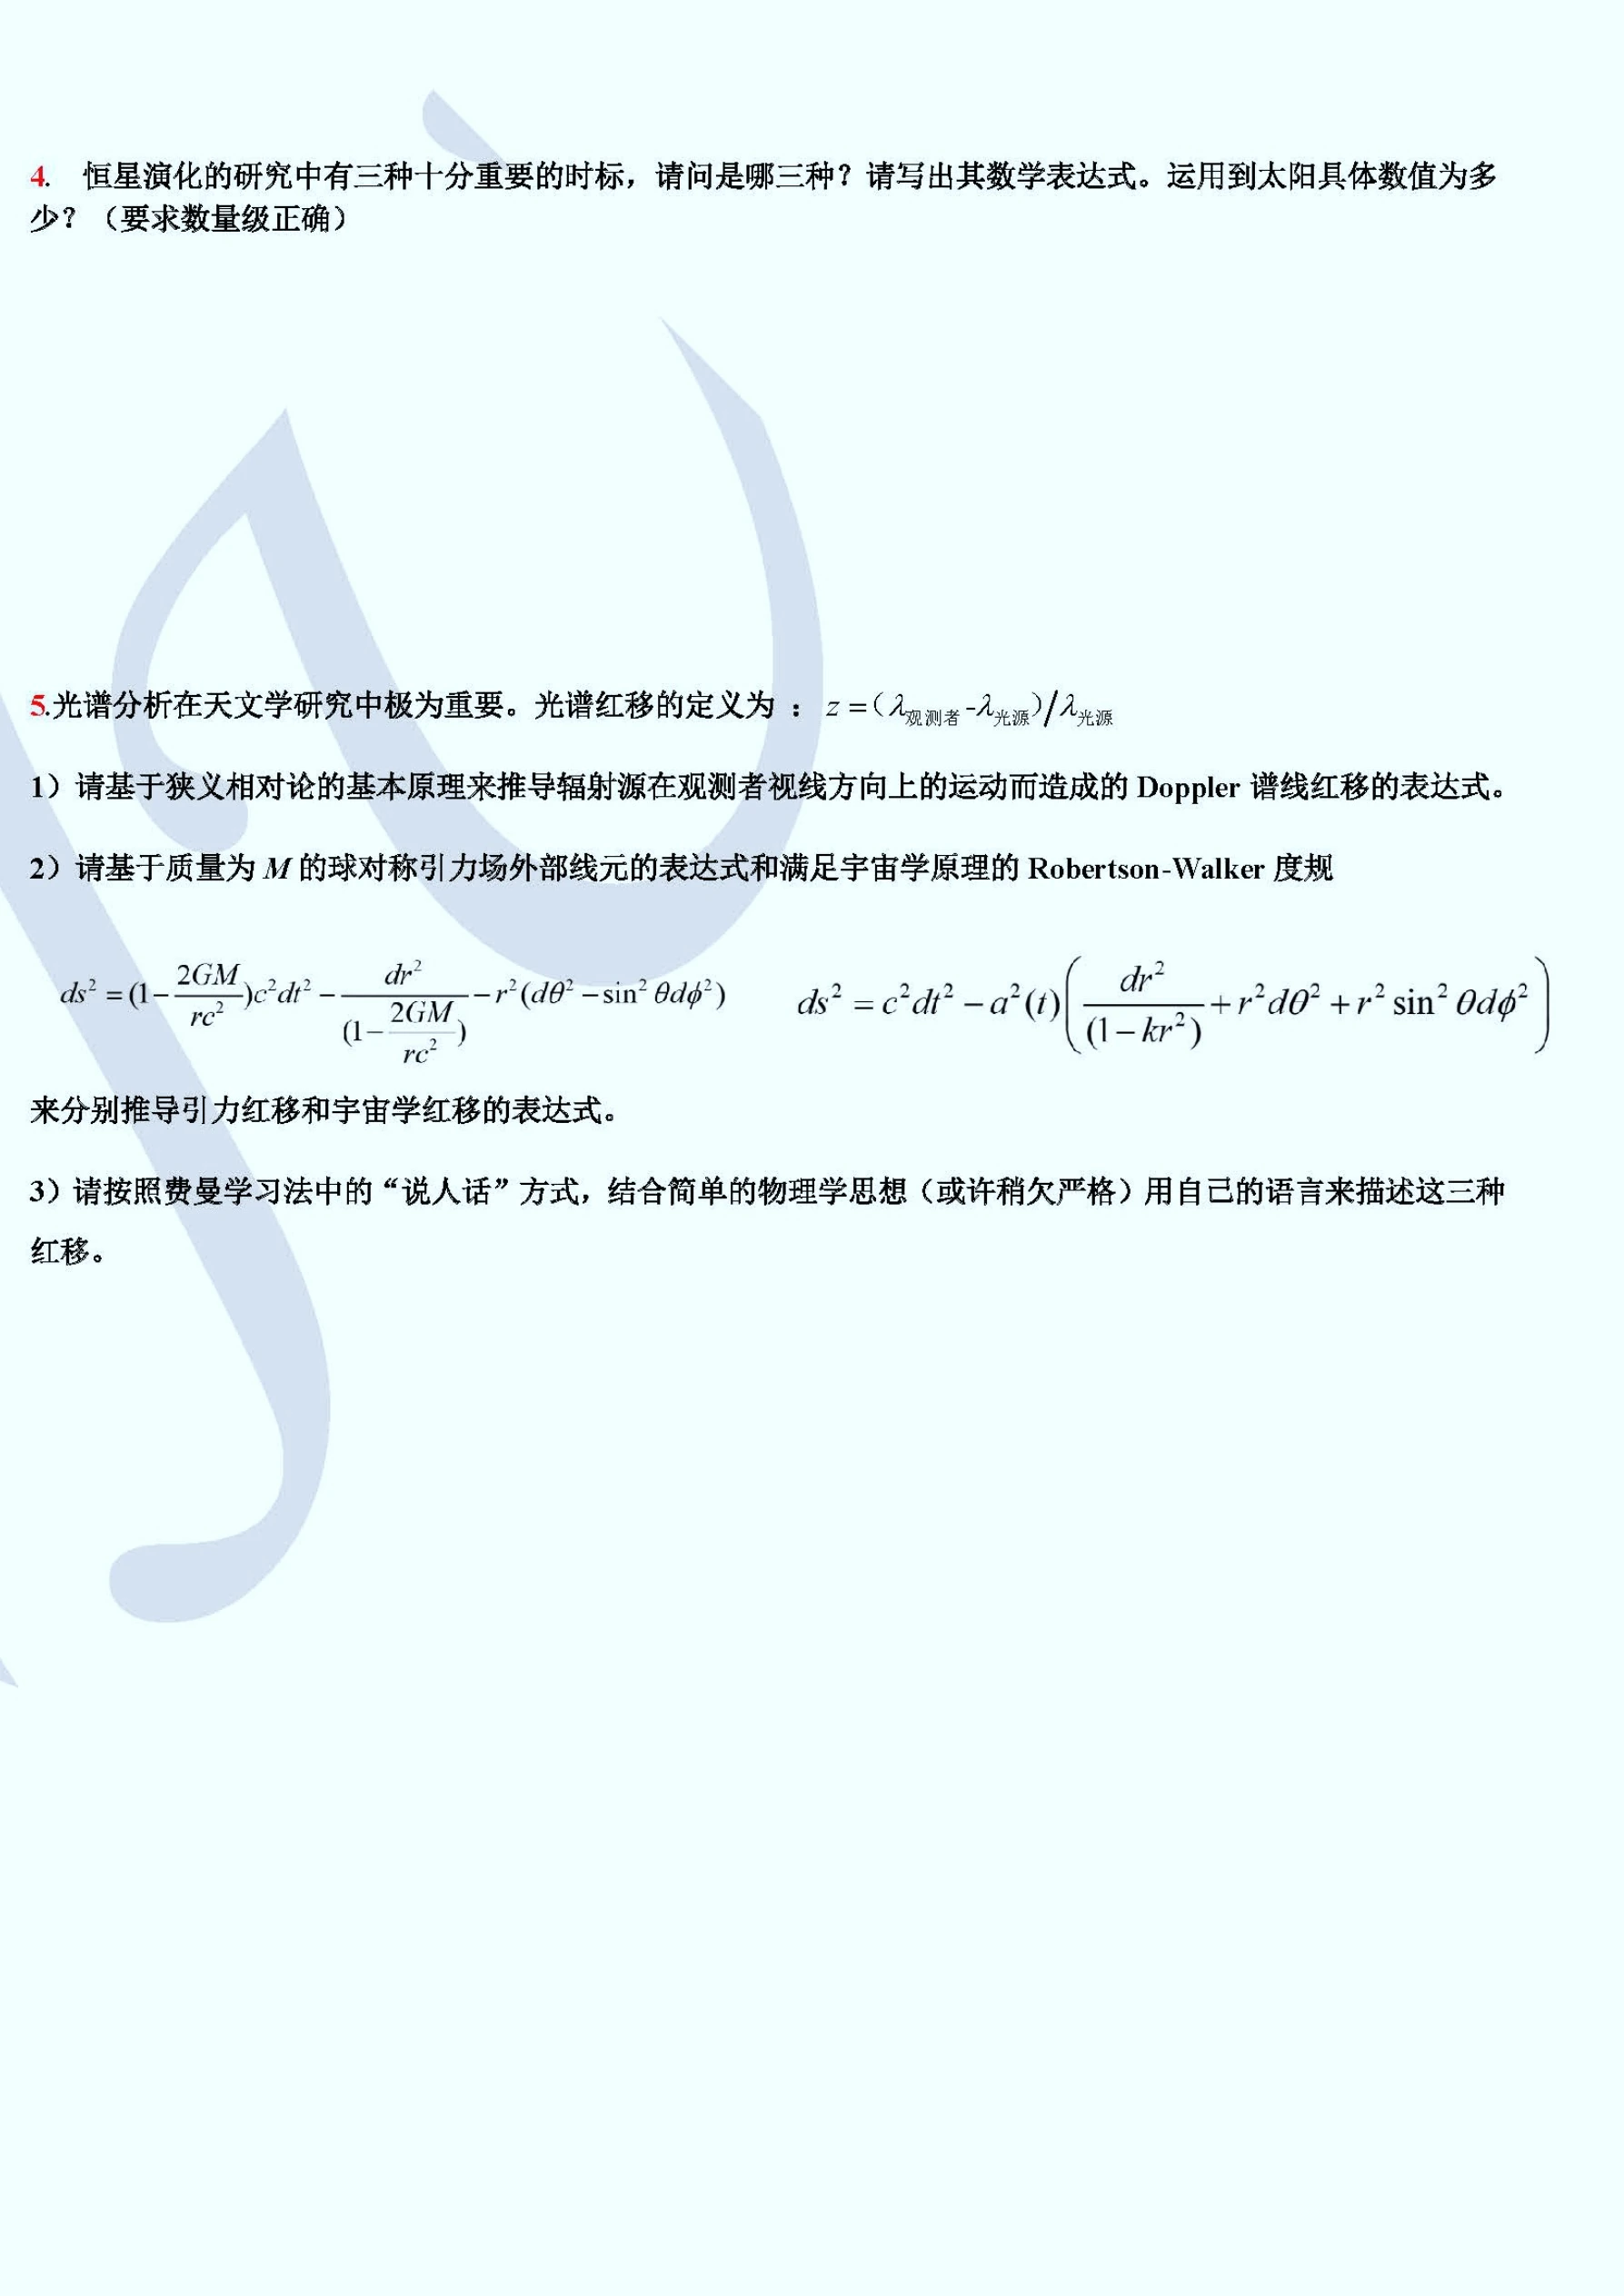 4. 恒星演化的研究中有三种十分重要的时标，请问是哪三种？请写出其数学表达式。运用到太阳具体数值为多
少？（要求数量级正确）
5.光谱分析在天文学研究中极为重要。光谱红移的定义为 ： z =（λ观测者 -λ光源）/λ光源
1）请基于狭义相对论的基本原理来推导辐射源在观测者视线方向上的运动而造成的 Doppler 谱线红移的表达式。
2）请基于质量为 M 的球对称引力场外部线元的表达式和满足宇宙学原理的 Robertson-Walker 度规
ds² = (1 - 2GM/rc²)c²dt² - dr²/(1 - 2GM/rc²) - r²(dθ² - sin²θdϕ²)    ds² = c²dt² - a²(t)(dr²/(1 - kr²) + r²dθ² + r² sin²θdϕ²)
来分别推导引力红移和宇宙学红移的表达式。
3）请按照费曼学习法中的“说人话”方式，结合简单的物理学思想（或许稍欠严格）用自己的语言来描述这三种
红移。